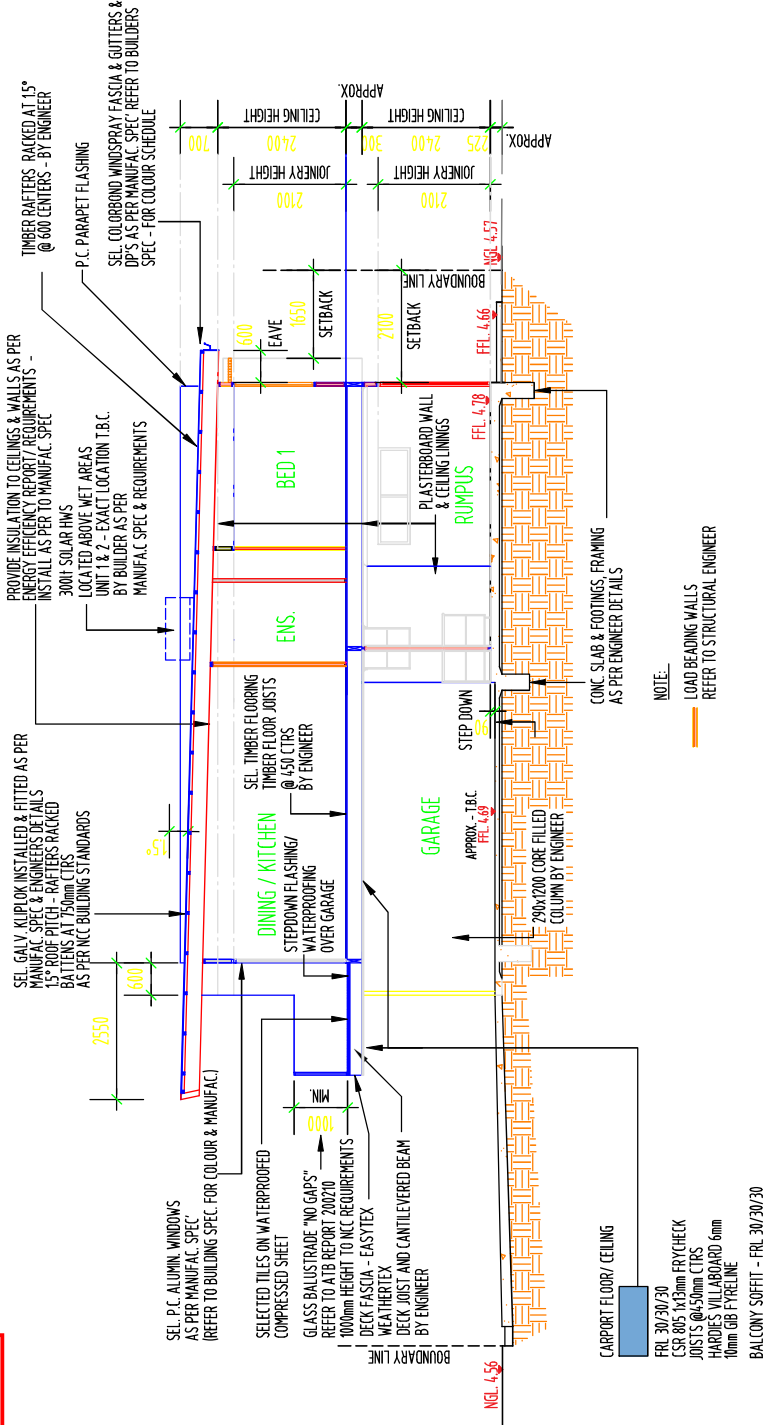 PROVIDE INSULATION TO CEILINGS & WALLS AS PER
ENERGY EFFICIENCY REPORT/ REQUIREMENTS -
INSTALL AS PER TO MANUFAC. SPEC
300lt SOLAR HWS
LOCATED ABOVE WET AREAS
UNIT 1 & 2 - EXACT LOCATION T.B.C.
BY BUILDER AS PER
MANUFA.C SPEC & REQUIREMENTS
TIMBER RAFTERS RACKED AT 1.5°
@ 600 CENTERS - BY ENGINEER
P.C. PARAPET FLASHING
SEL. COLORBOND WINDSPRAY FASCIA & GUTTERS &
DP'S AS PER MANUFAC. SPEC' REFER TO BUILDERS
SPEC - FOR COLOUR SCHEDULE
SEL. GALV. KLIPLOK INSTALLED & FITTED AS PER
MANUFAC. SPEC & ENGINEERS DETAILS
1.5° ROOF PITCH - RAFTERS RACKED
BATTENS AT 750mm CTRS
AS PER NCC BUILDING STANDARDS
2550
600
1.5°
600
EAVE
1650
SETBACK
2100
SETBACK
BOUNDARY LINE
700
2400
CEILING HEIGHT
2100
JOINERY HEIGHT
300
APPROX.
2400
CEILING HEIGHT
2100
JOINERY HEIGHT
225
APPROX.
SEL. P.C. ALUMIN. WINDOWS
AS PER MANUFAC. SPEC'
(REFER TO BUILDING SPEC. FOR COLOUR & MANUFAC.)
SELECTED TILES ON WATERPROOFED
COMPRESSED SHEET
GLASS BALUSTRADE "NO GAPS"
REFER TO ATB REPORT 200210
1000mm HEIGHT TO NCC REQUIREMENTS
DECK FASCIA - EASYTEX
WEATHERTEX
DECK JOIST AND CANTILEVERED BEAM
BY ENGINEER
1000
MIN.
DINING / KITCHEN
ENS.
BED 1
STEPDOWN FLASHING/
WATERPROOFING
OVER GARAGE
SEL. TIMBER FLOORING
TIMBER FLOOR JOISTS
@ 450 CTRS
BY ENGINEER
GARAGE
RUMPUS
PLASTERBOARD WALL
& CEILING LININGS
STEP DOWN
90
APPROX. - T.B.C.
FFL. 4.69
FFL. 4.78
FFL. 4.66
NGL 4.57
290x1200 CORE FILLED
COLUMN BY ENGINEER
CONC. SLAB & FOOTINGS, FRAMING
AS PER ENGINEER DETAILS
BOUNDARY LINE
NGL. 4.56
NOTE:
LOAD BEADING WALLS
REFER TO STRUCTURAL ENGINEER
CARPORT FLOOR/ CEILING
FRL 30/30/30
CSR 805 1x13mm FRYCHECK
JOISTS @450mm CTRS
HARDIES VILLABOARD 6mm
10mm GIB FYRELINE
BALCONY SOFFIT - FRL 30/30/30